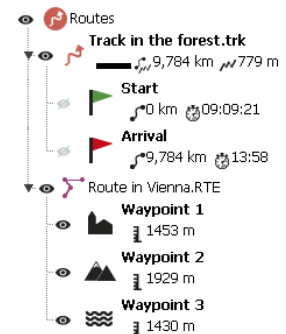 Routes
Track in the forest.trk
9,784 km 779 m
Start
0 km 09:09:21
Arrival
9,784 km 13:58
Route in Vienna.RTE
Waypoint 1
1453 m
Waypoint 2
1929 m
Waypoint 3
1430 m